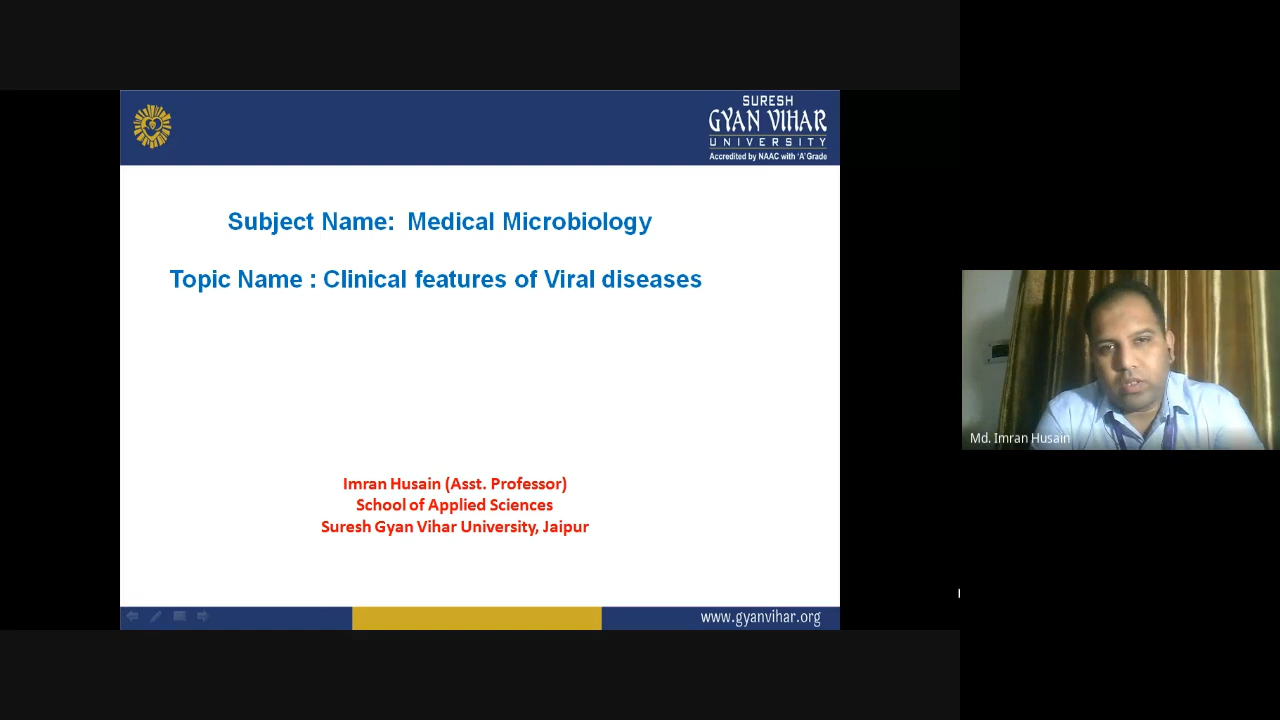 SURESH
GYAN VIHAR
UNIVERSITY
Accredited by NAAC with 'A' Grade
Subject Name: Medical Microbiology
Topic Name : Clinical features of Viral diseases
Imran Husain (Asst. Professor)
School of Applied Sciences
Suresh Gyan Vihar University, Jaipur
www.gyanvihar.org
Md. Imran Husain